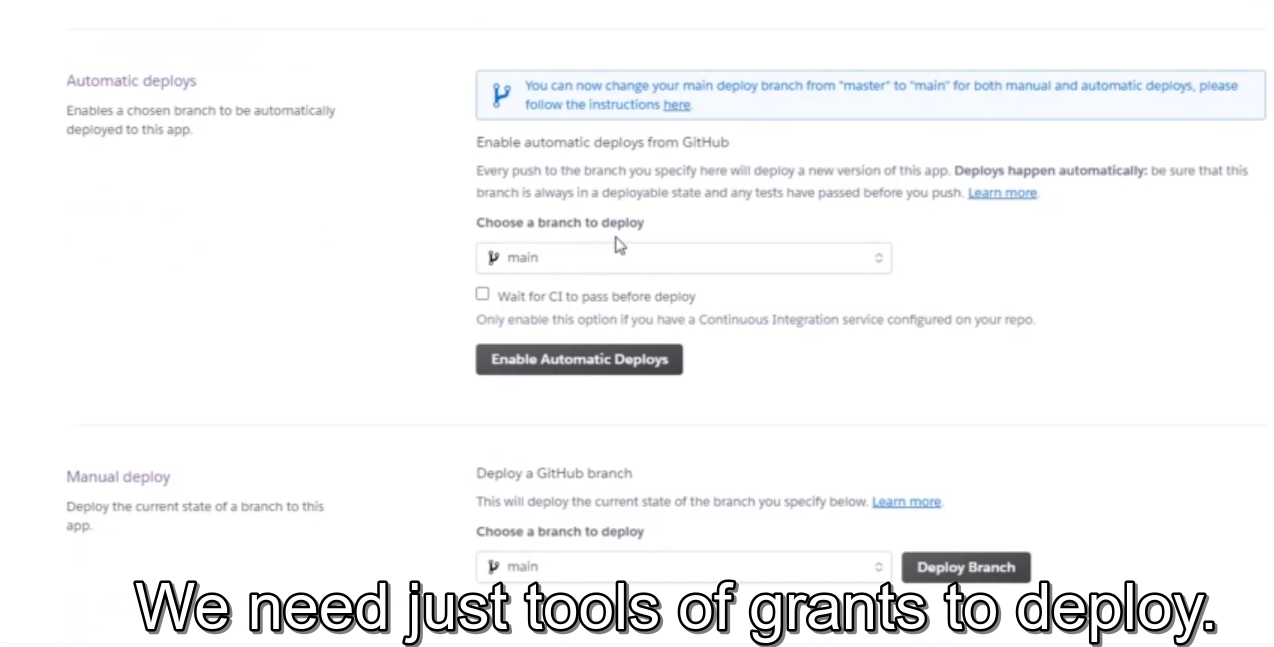 Automatic deploys
Enables a chosen branch to be automatically
deployed to this app.
You can now change your main deploy branch from "master" to "main" for both manual and automatic deploys, please
follow the instructions here.
Enable automatic deploys from GitHub
Every push to the branch you specify here will deploy a new version of this app. Deploys happen automatically: be sure that this
branch is always in a deployable state and any tests have passed before you push. Learn more.
Choose a branch to deploy
main
Wait for CI to pass before deploy
Only enable this option if you have a Continuous Integration service configured on your repo.
Enable Automatic Deploys
Manual deploy
Deploy the current state of a branch to this
app.
Deploy a GitHub branch
This will deploy the current state of the branch you specify below. Learn more.
Choose a branch to deploy
main
Deploy Branch
We need just tools of grants to deploy.